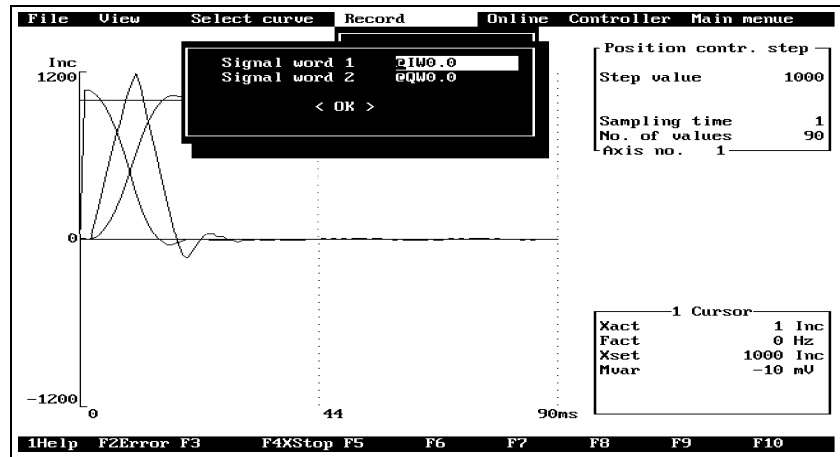 File View Select curve Record Online Controller Main menue
Signal word 1 @IW0.0
Signal word 2 @QW0.0
< OK >
Inc
1200
0
-1200
0 44 90ms
Position contr. step
Step value 1000
Sampling time 1
No. of values 90
Axis no. 1
1 Cursor
Xact 1 Inc
Fact 0 Hz
Xset 1000 Inc
Mvar -10 mV
1Help F2Error F3 F4XStop F5 F6 F7 F8 F9 F10